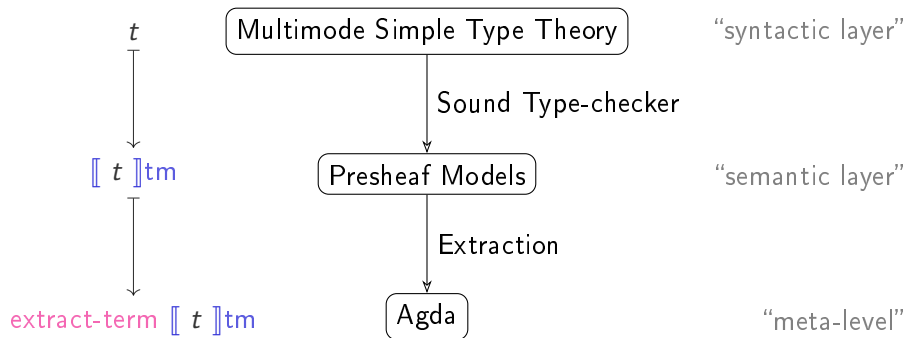 t Multimode Simple Type Theory “syntactic layer”
Sound Type-checker
⟦ t ⟧tm Presheaf Models “semantic layer”
Extraction
extract-term ⟦ t ⟧tm Agda “meta-level”